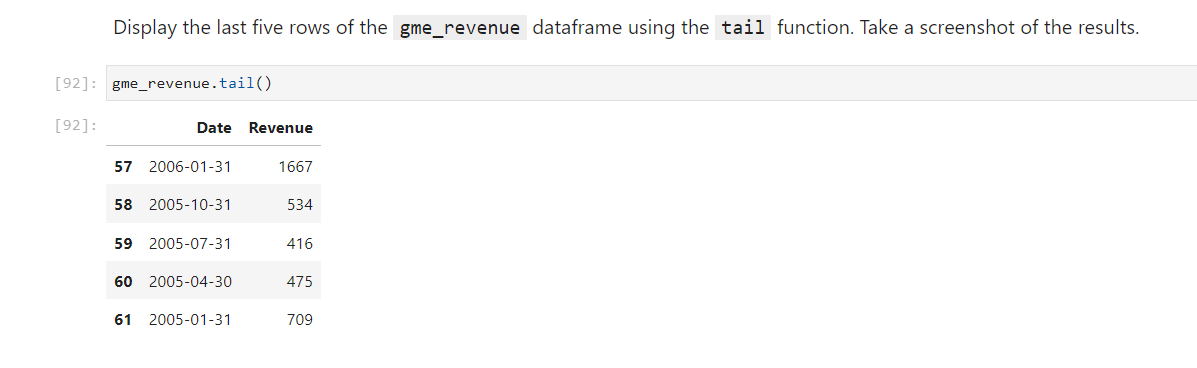 Display the last five rows of the gme_revenue dataframe using the tail function. Take a screenshot of the results.
[92]: gme_revenue.tail()
[92]:
Date Revenue
57 2006-01-31 1667
58 2005-10-31 534
59 2005-07-31 416
60 2005-04-30 475
61 2005-01-31 709